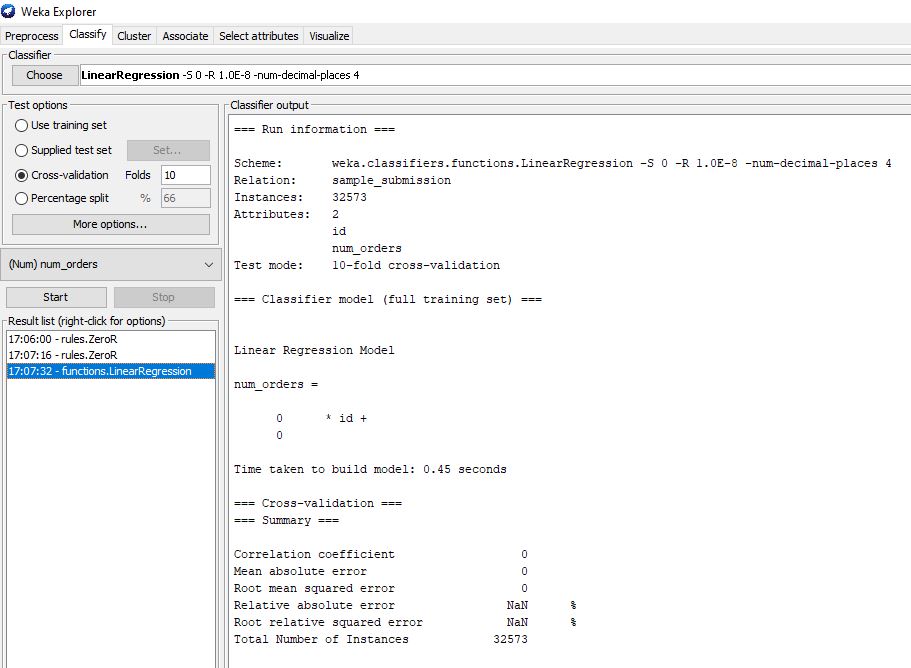 Weka Explorer
Preprocess Classify Cluster Associate Select attributes Visualize
Classifier
Choose LinearRegression -S 0 -R 1.0E-8 -num-decimal-places 4
Test options
Use training set
Supplied test set Set...
Cross-validation Folds 10
Percentage split % 66
More options...
(Num) num_orders
Start Stop
Result list (right-click for options)
17:06:00 - rules.ZeroR
17:07:16 - rules.ZeroR
17:07:32 - functions.LinearRegression
Classifier output
=== Run information ===
Scheme: weka.classifiers.functions.LinearRegression -S 0 -R 1.0E-8 -num-decimal-places 4
Relation: sample_submission
Instances: 32573
Attributes: 2
id
num_orders
Test mode: 10-fold cross-validation
=== Classifier model (full training set) ===
Linear Regression Model
num_orders =
0 * id +
0
Time taken to build model: 0.45 seconds
=== Cross-validation ===
=== Summary ===
Correlation coefficient 0
Mean absolute error 0
Root mean squared error 0
Relative absolute error NaN %
Root relative squared error NaN %
Total Number of Instances 32573